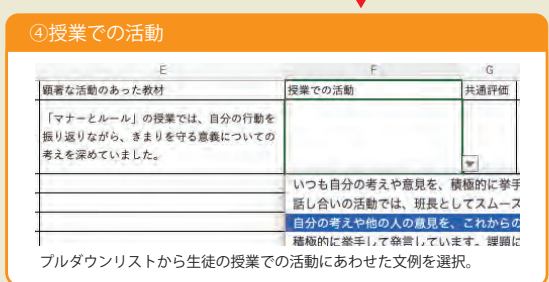 ④授業での活動
E F G
顕著な活動のあった教材 授業での活動 共通評価
「マナーとルール」の授業では、自分の行動を
振り返りながら、きまりを守る意義についての
考えを深めていました。
いつも自分の考えや意見を、積極的に挙手
話し合いの活動では、班長としてスムース
自分の考えや他の人の意見を、これからの
積極的に挙手して発言しています。課題に
プルダウンリストから生徒の授業での活動にあわせた文例を選択。